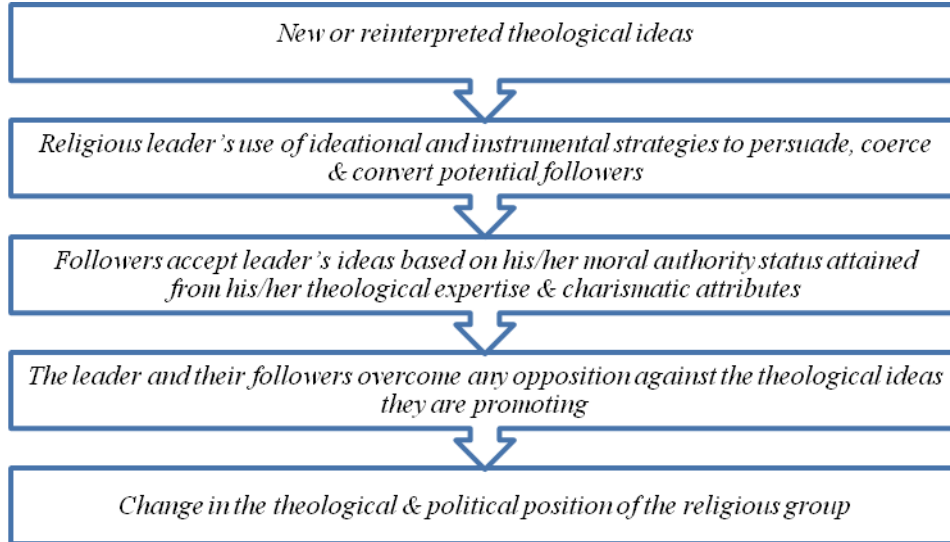 New or reinterpreted theological ideas
Religious leader's use of ideational and instrumental strategies to persuade, coerce
& convert potential followers
Followers accept leader's ideas based on his/her moral authority status attained
from his/her theological expertise & charismatic attributes
The leader and their followers overcome any opposition against the theological ideas
they are promoting
Change in the theological & political position of the religious group